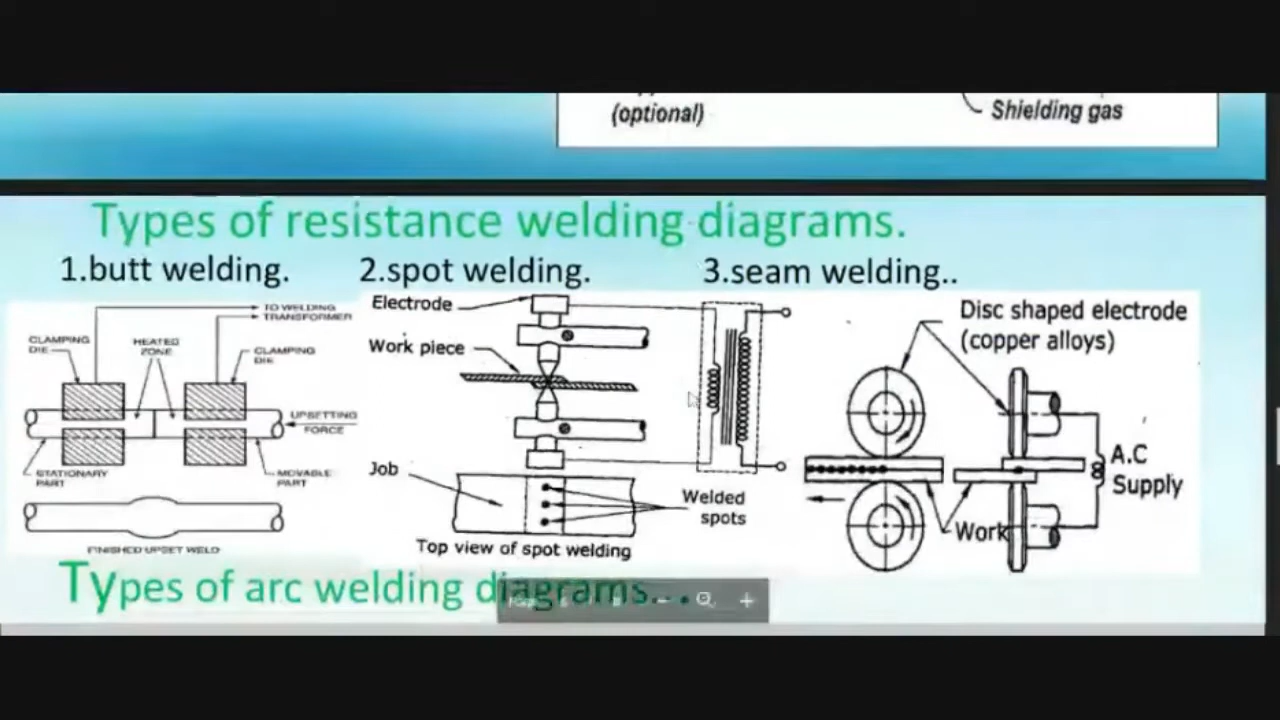 (optional)
Shielding gas
Types of resistance welding diagrams.
1.butt welding.
2.spot welding.
3.seam welding..
TO WELDING
TRANSFORMER
CLAMPING
DIE
HEATED
ZONE
CLAMPING
DIE
UPSETTING
FORCE
STATIONARY
PART
MOVABLE
PART
FINISHED UPSET WELD
Electrode
Work piece
Job
Welded
spots
Top view of spot welding
Disc shaped electrode
(copper alloys)
A.C
Supply
Work
Types of arc welding diagrams...